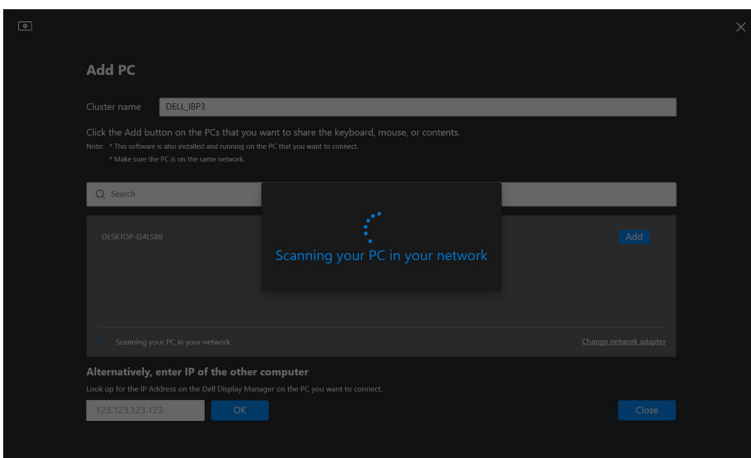 Add PC
Cluster name DELL_JBP3
Click the Add button on the PCs that you want to share the keyboard, mouse, or contents.
Note: * This software is also installed and running on the PC that you want to connect.
* Make sure the PC is on the same network.
Search
DESKTOP-I24LS89 Add
Scanning your PC in your network
Scanning your PC in your network Change network adapter
Alternatively, enter IP of the other computer
Look up for the IP Address on the Dell Display Manager on the PC you want to connect.
123.123.123.123 OK Close